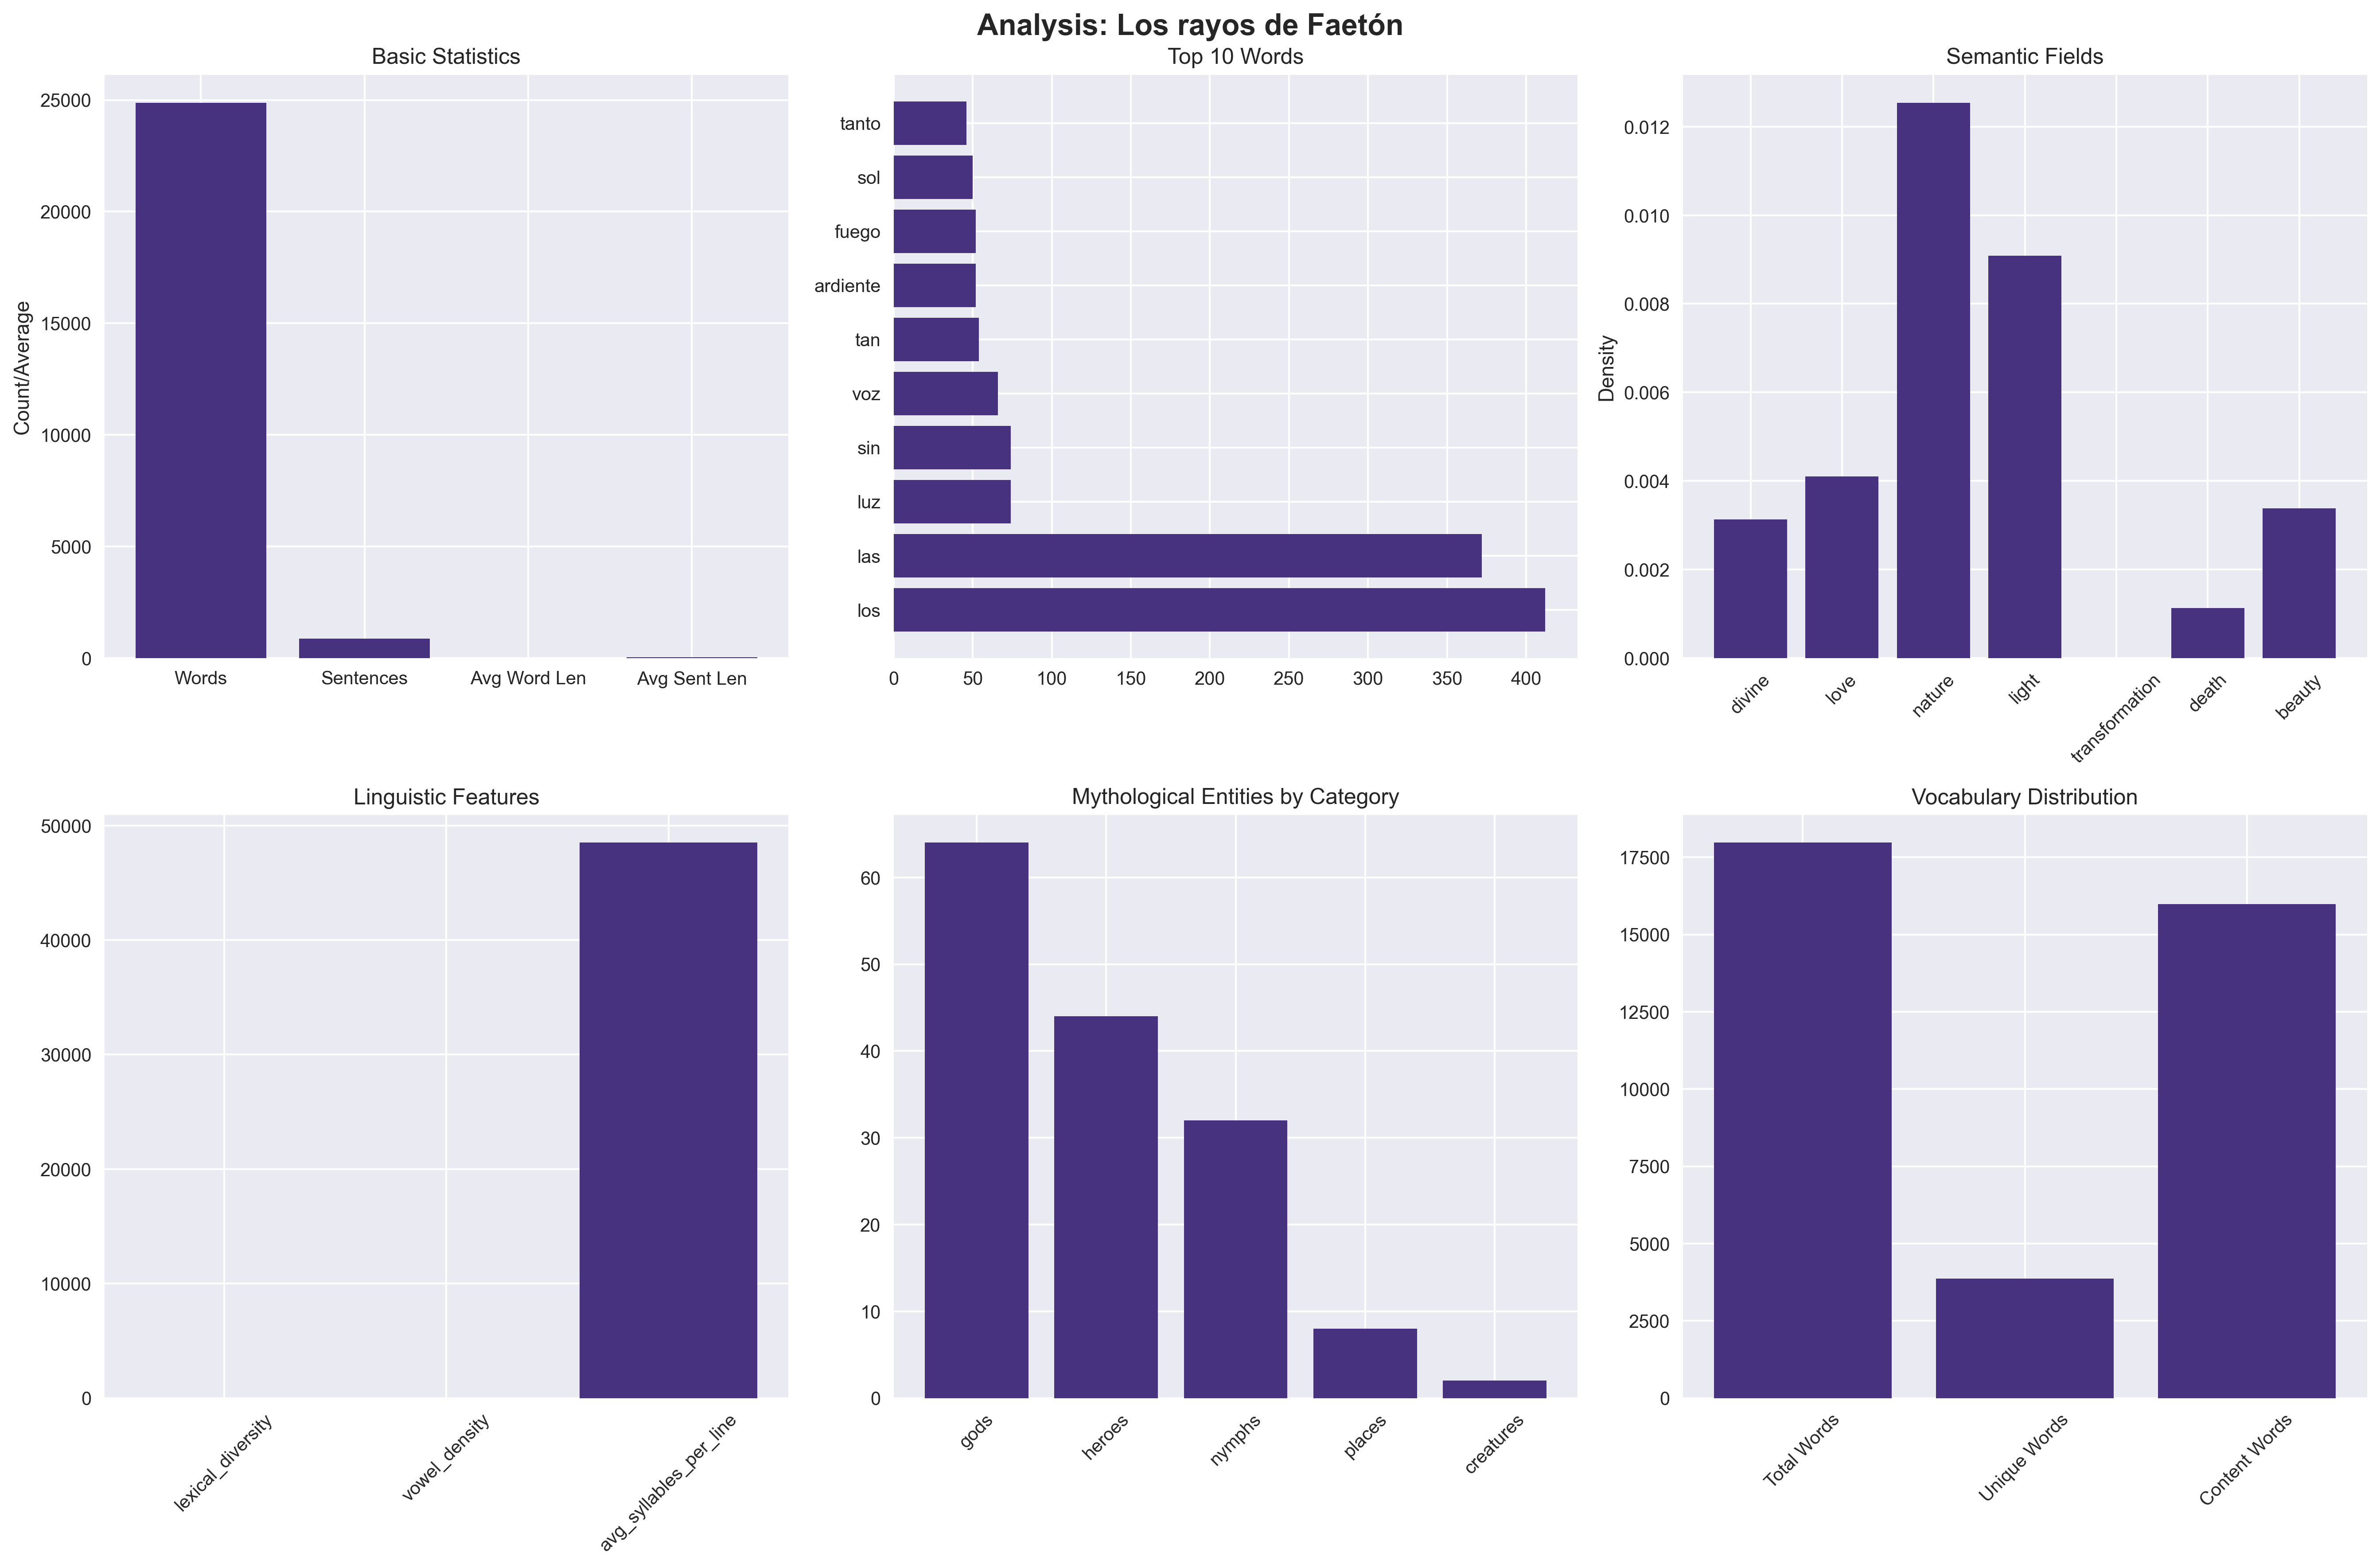 Analysis: Los rayos de Faetón
Basic Statistics
Count/Average
25000
20000
15000
10000
5000
0
Words
Sentences
Avg Word Len
Avg Sent Len
Top 10 Words
tanto
sol
fuego
ardiente
tan
voz
sin
luz
las
los
0
50
100
150
200
250
300
350
400
Semantic Fields
Density
0.012
0.010
0.008
0.006
0.004
0.002
0.000
divine
love
nature
light
transformation
death
beauty
Linguistic Features
50000
40000
30000
20000
10000
0
lexical_diversity
vowel_density
avg_syllables_per_line
Mythological Entities by Category
60
50
40
30
20
10
0
gods
heroes
nymphs
places
creatures
Vocabulary Distribution
17500
15000
12500
10000
7500
5000
2500
0
Total Words
Unique Words
Content Words